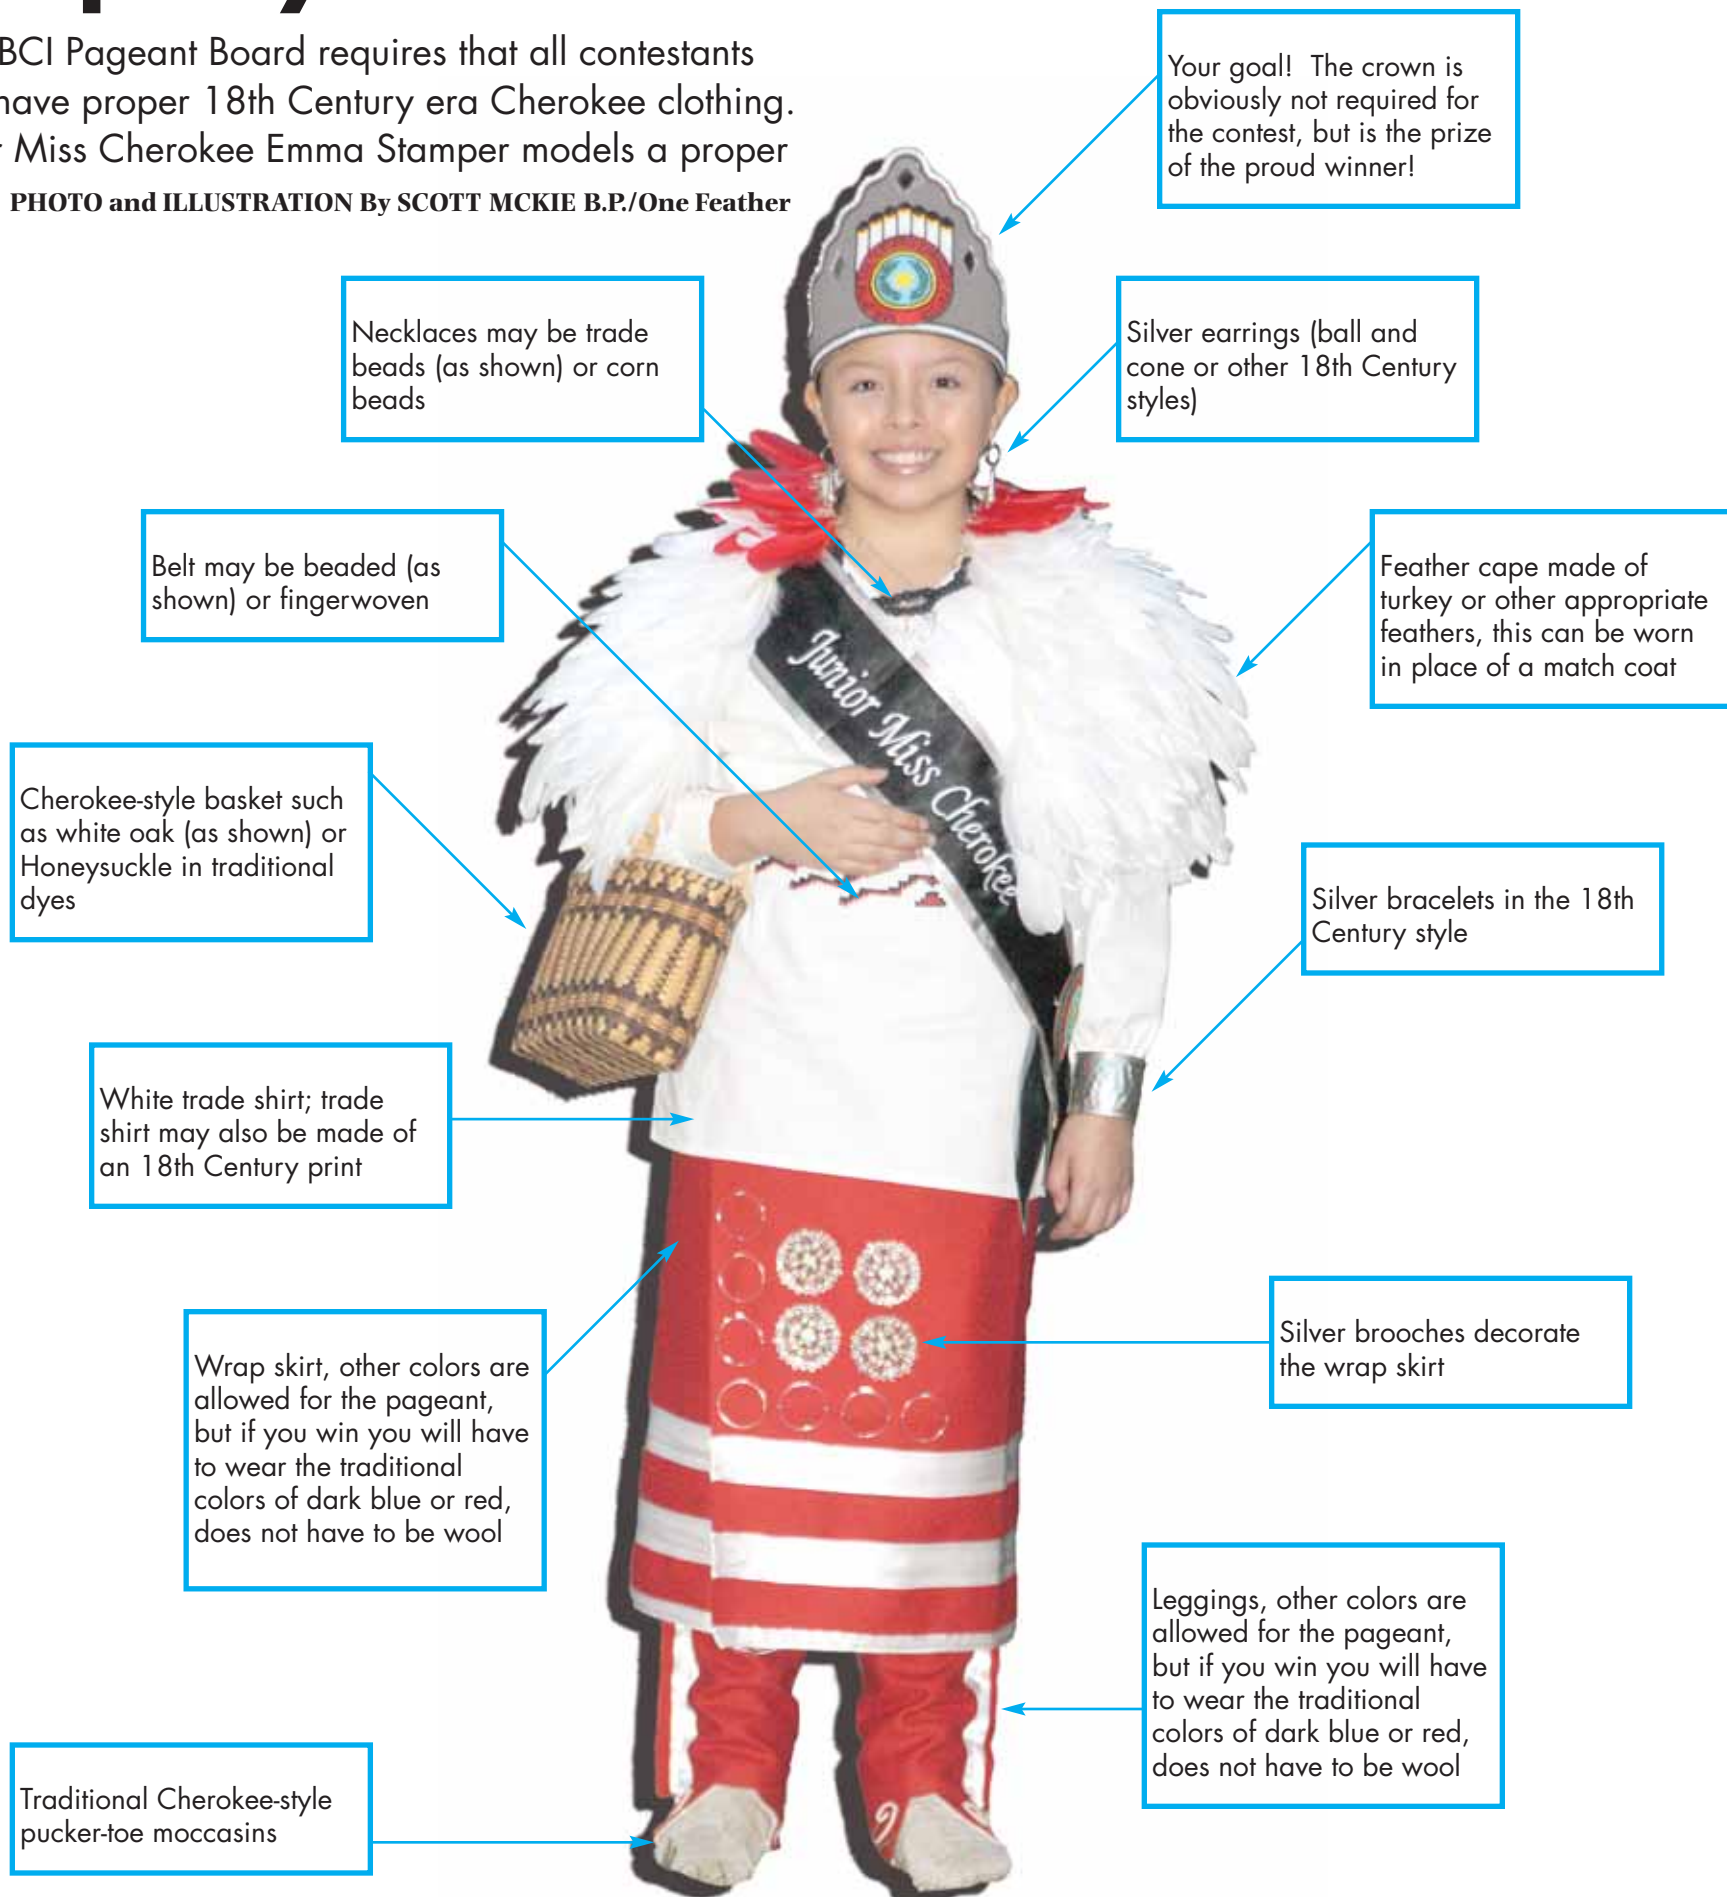 BCI Pageant Board requires that all contestants
have proper 18th Century era Cherokee clothing.
Miss Cherokee Emma Stamper models a proper
PHOTO and ILLUSTRATION By SCOTT MCKIE B.P./One Feather
Your goal!  The crown is
obviously not required for
the contest, but is the prize
of the proud winner!
Necklaces may be trade
beads (as shown) or corn
beads
Silver earrings (ball and
cone or other 18th Century
styles)
Belt may be beaded (as
shown) or fingerwoven
Feather cape made of
turkey or other appropriate
feathers, this can be worn
in place of a match coat
Junior Miss Cherokee
Cherokee-style basket such
as white oak (as shown) or
Honeysuckle in traditional
dyes
Silver bracelets in the 18th
Century style
White trade shirt; trade
shirt may also be made of
an 18th Century print
Wrap skirt, other colors are
allowed for the pageant,
but if you win you will have
to wear the traditional
colors of dark blue or red,
does not have to be wool
Silver brooches decorate
the wrap skirt
Leggings, other colors are
allowed for the pageant,
but if you win you will have
to wear the traditional
colors of dark blue or red,
does not have to be wool
Traditional Cherokee-style
pucker-toe moccasins